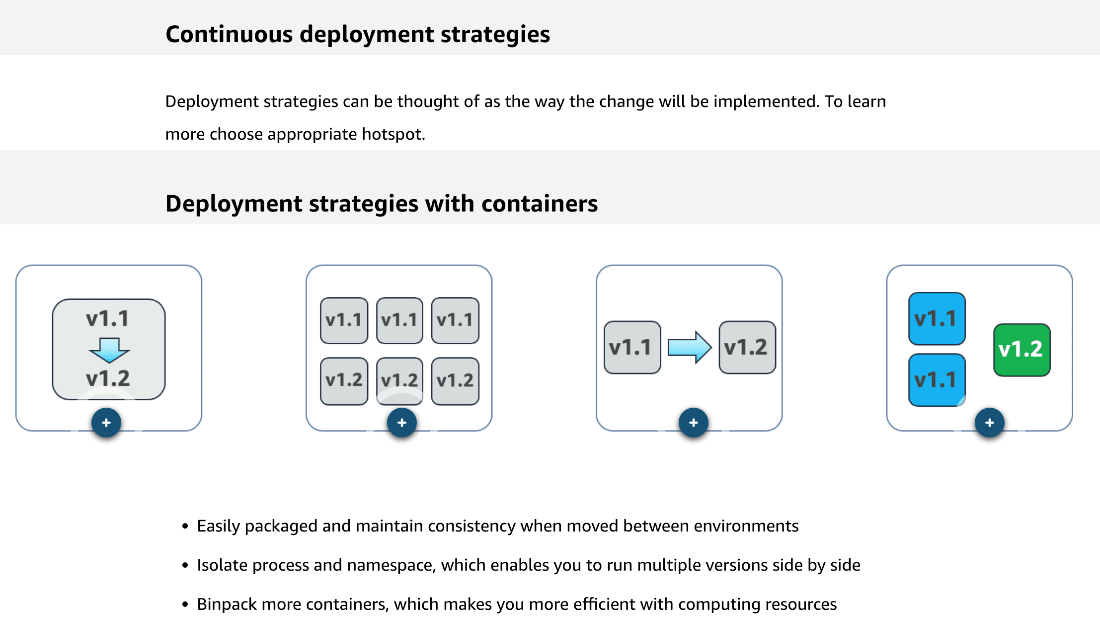 Continuous deployment strategies
Deployment strategies can be thought of as the way the change will be implemented. To learn
more choose appropriate hotspot.
Deployment strategies with containers
v1.1
v1.2
+
v1.1 v1.1 v1.1
v1.2 v1.2 v1.2
+
v1.1 v1.2
+
v1.1
v1.2
v1.1
+
• Easily packaged and maintain consistency when moved between environments
• Isolate process and namespace, which enables you to run multiple versions side by side
• Binpack more containers, which makes you more efficient with computing resources